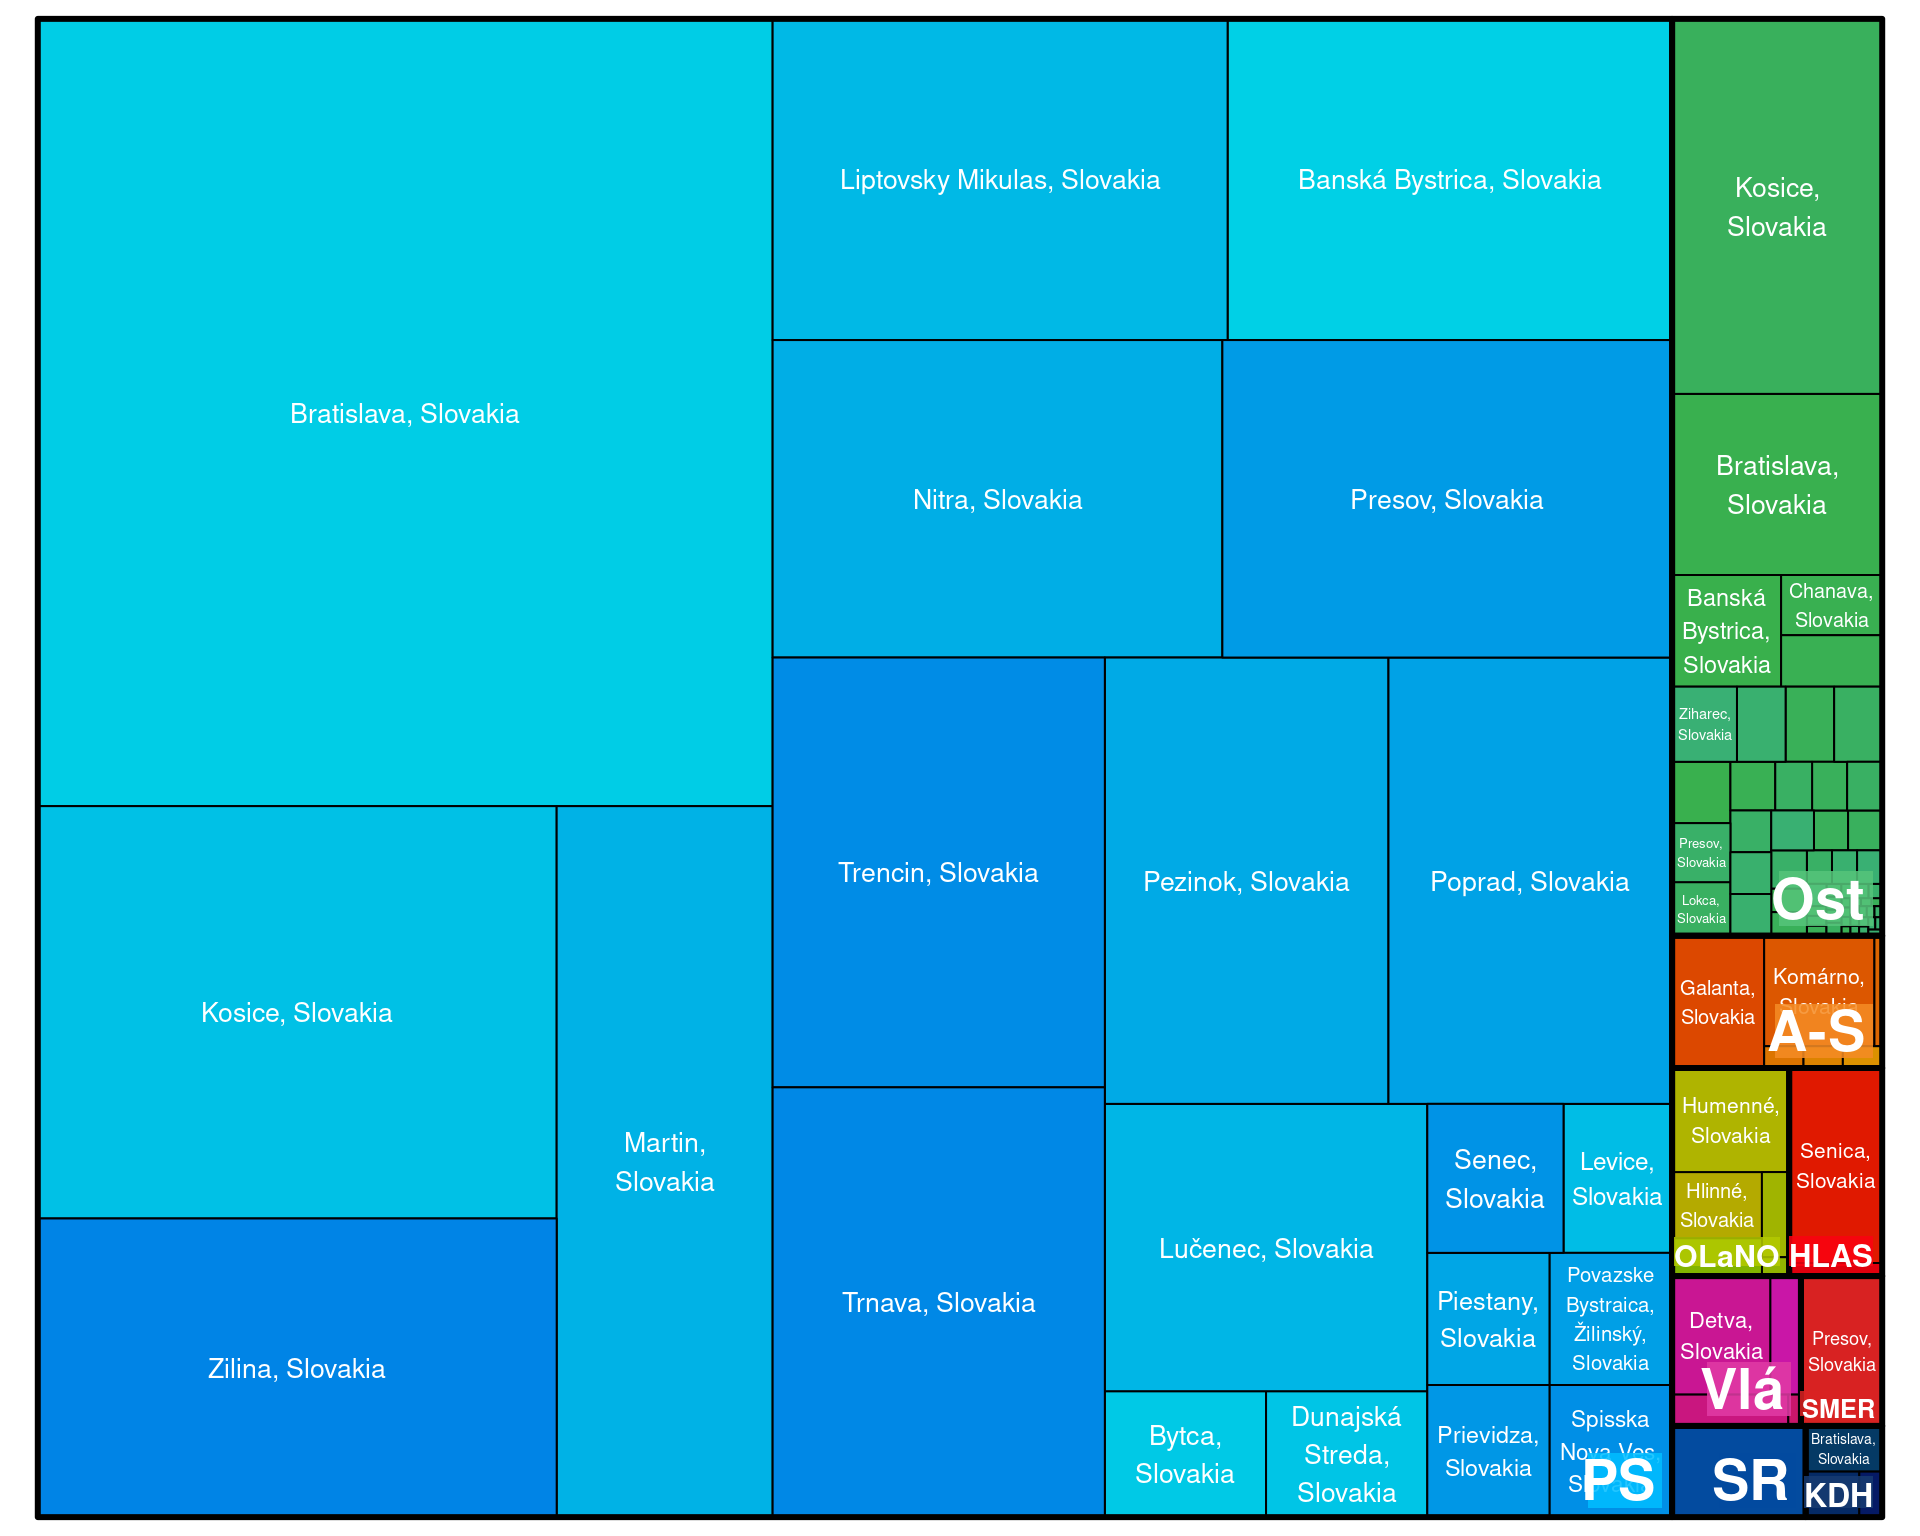 Bratislava, Slovakia
Liptovsky Mikulas, Slovakia
Banská Bystrica, Slovakia
Nitra, Slovakia
Presov, Slovakia
Kosice, Slovakia
Martin,
Slovakia
Zilina, Slovakia
Trencin, Slovakia
Pezinok, Slovakia
Poprad, Slovakia
Trnava, Slovakia
Lučenec, Slovakia
Senec,
Slovakia
Levice,
Slovakia
Piestany,
Slovakia
Povazske
Bystraica,
Žilinský,
Slovakia
Bytca,
Slovakia
Dunajská
Streda,
Slovakia
Prievidza,
Slovakia
Spisska
Nova Ves,
Slovakia
PS
Kosice,
Slovakia
Bratislava,
Slovakia
Banská
Bystrica,
Slovakia
Chanava,
Slovakia
Ziharec,
Slovakia
Presov,
Slovakia
Lokca,
Slovakia
Ost
Galanta,
Slovakia
Komárno,
Slovakia
A-S
Humenné,
Slovakia
Hlinné,
Slovakia
OLaNO
Senica,
Slovakia
HLAS
Detva,
Slovakia
Vlá
Presov,
Slovakia
SMER
SR
Bratislava,
Slovakia
KDH